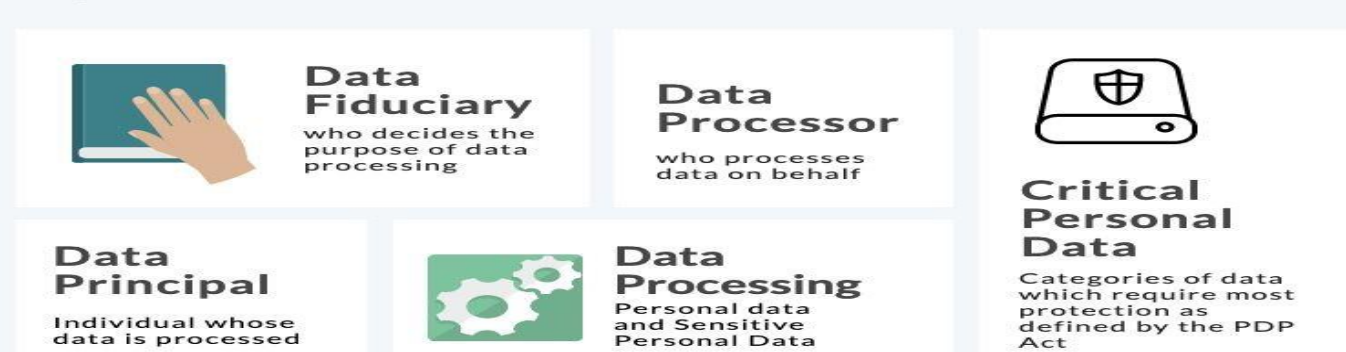 Data
Fiduciary
who decides the
purpose of data
processing
Data
Processor
who processes
data on behalf
Critical
Personal
Data
Categories of data
which require most
protection as
defined by the PDP
Act
Data
Principal
Individual whose
data is processed
Data
Processing
Personal data
and Sensitive
Personal Data